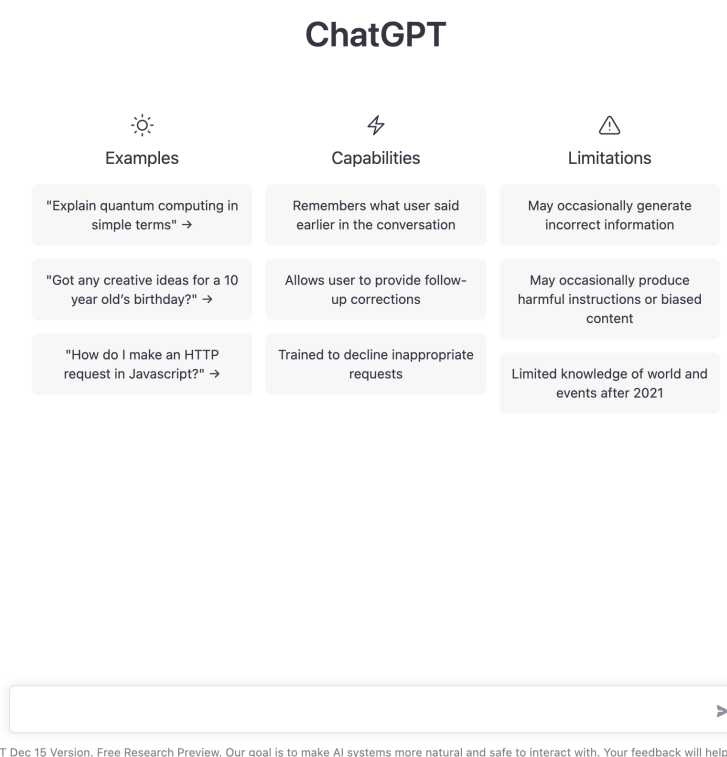 ChatGPT
Examples
"Explain quantum computing in
simple terms" →
"Got any creative ideas for a 10
year old's birthday?" →
"How do I make an HTTP
request in Javascript?" →
Capabilities
Remembers what user said
earlier in the conversation
Allows user to provide follow-
up corrections
Trained to decline inappropriate
requests
Limitations
May occasionally generate
incorrect information
May occasionally produce
harmful instructions or biased
content
Limited knowledge of world and
events after 2021
T Dec 15 Version. Free Research Preview. Our goal is to make AI systems more natural and safe to interact with. Your feedback will help